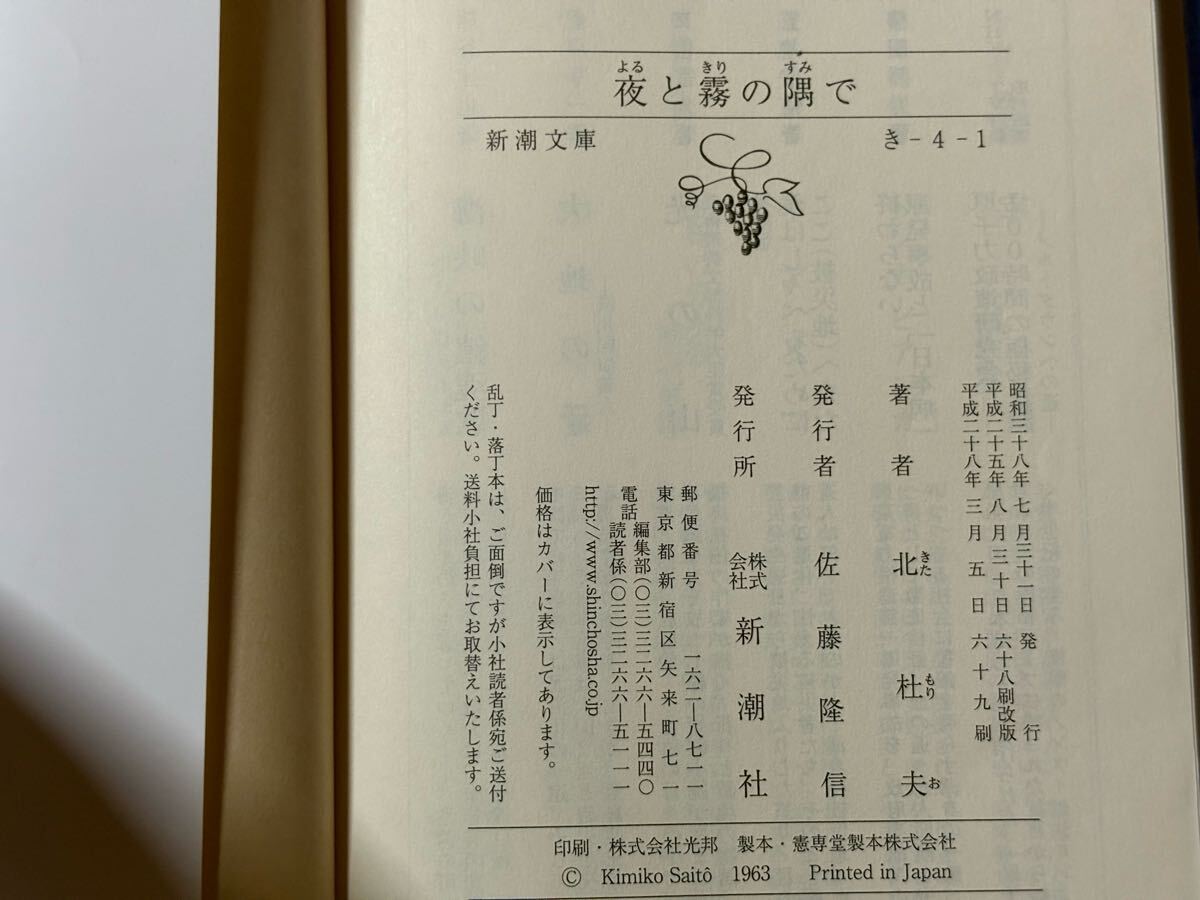 夜と霧の隅で
新潮文庫 き-4-1
昭和三十八年七月三十一日 発行
平成二十五年八月三十日 六十八刷改版
平成二十八年三月五日 六十九刷
著者 北杜夫
発行者 佐藤隆信
発行所 株式会社 新潮社
郵便番号 一六二―八七一一
東京都新宿区矢来町七一
電話 編集部(〇三)三二六六―五四四〇
読者係(〇三)三二六六―五一一一
http://www.shinchosha.co.jp
価格はカバーに表示してあります。
乱丁・落丁本は、ご面倒ですが小社読者係宛ご送付
ください。送料小社負担にてお取替えいたします。
印刷・株式会社光邦 製本・憲専堂製本株式会社
© Kimiko Saitô 1963 Printed in Japan